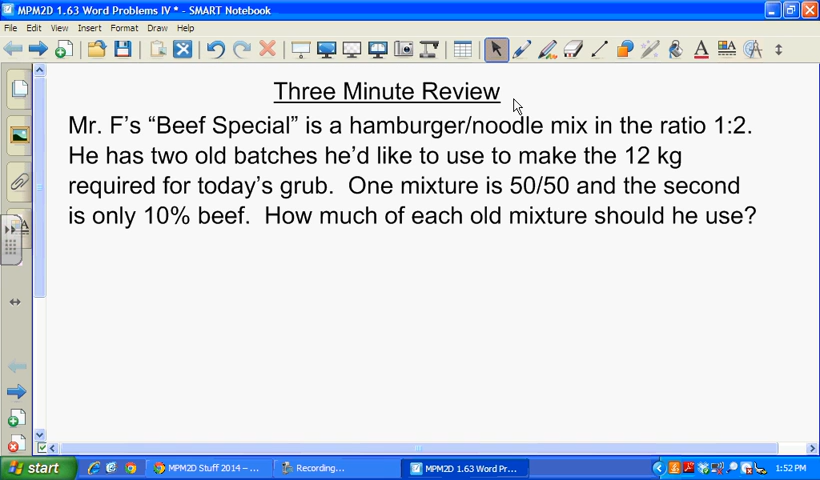 MPM2D 1.63 Word Problems IV * - SMART Notebook
File Edit View Insert Format Draw Help
Three Minute Review
Mr. F's “Beef Special” is a hamburger/noodle mix in the ratio 1:2.
He has two old batches he'd like to use to make the 12 kg
required for today's grub. One mixture is 50/50 and the second
is only 10% beef. How much of each old mixture should he use?
start MPM2D Stuff 2014 – ... Recording... MPM2D 1.63 Word Pr... 1:52 PM